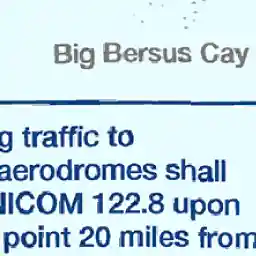 Big Bersus Cay
g traffic to
aerodromes shall
NICOM 122.8 upon
point 20 miles from